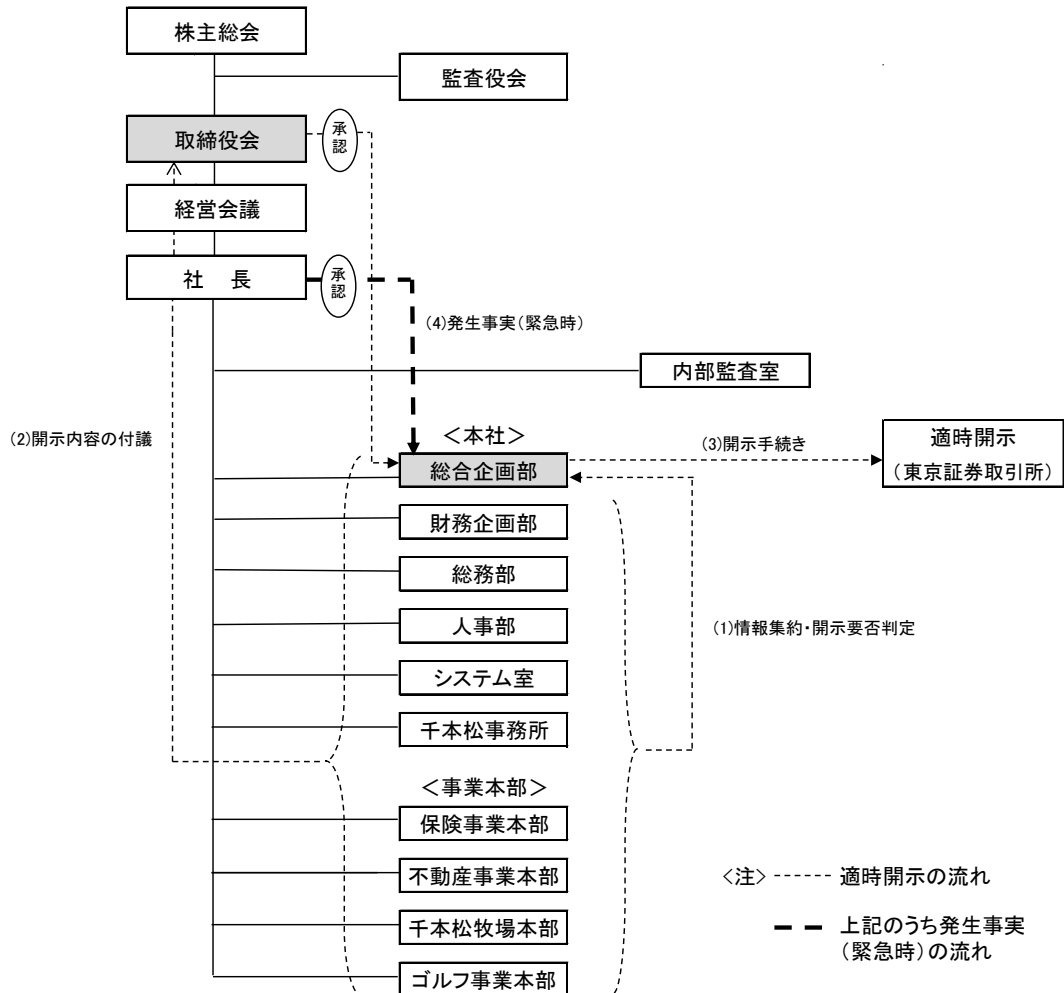 株主総会
監査役会
取締役会
承認
経営会議
社　長
承認
(4)発生事実(緊急時)
内部監査室
(2)開示内容の付議
＜本社＞
(3)開示手続き
適時開示
（東京証券取引所）
総合企画部
財務企画部
総務部
人事部
(1)情報集約・開示要否判定
システム室
千本松事務所
＜事業本部＞
保険事業本部
不動産事業本部
千本松牧場本部
ゴルフ事業本部
＜注＞ 適時開示の流れ
上記のうち発生事実
（緊急時）の流れ